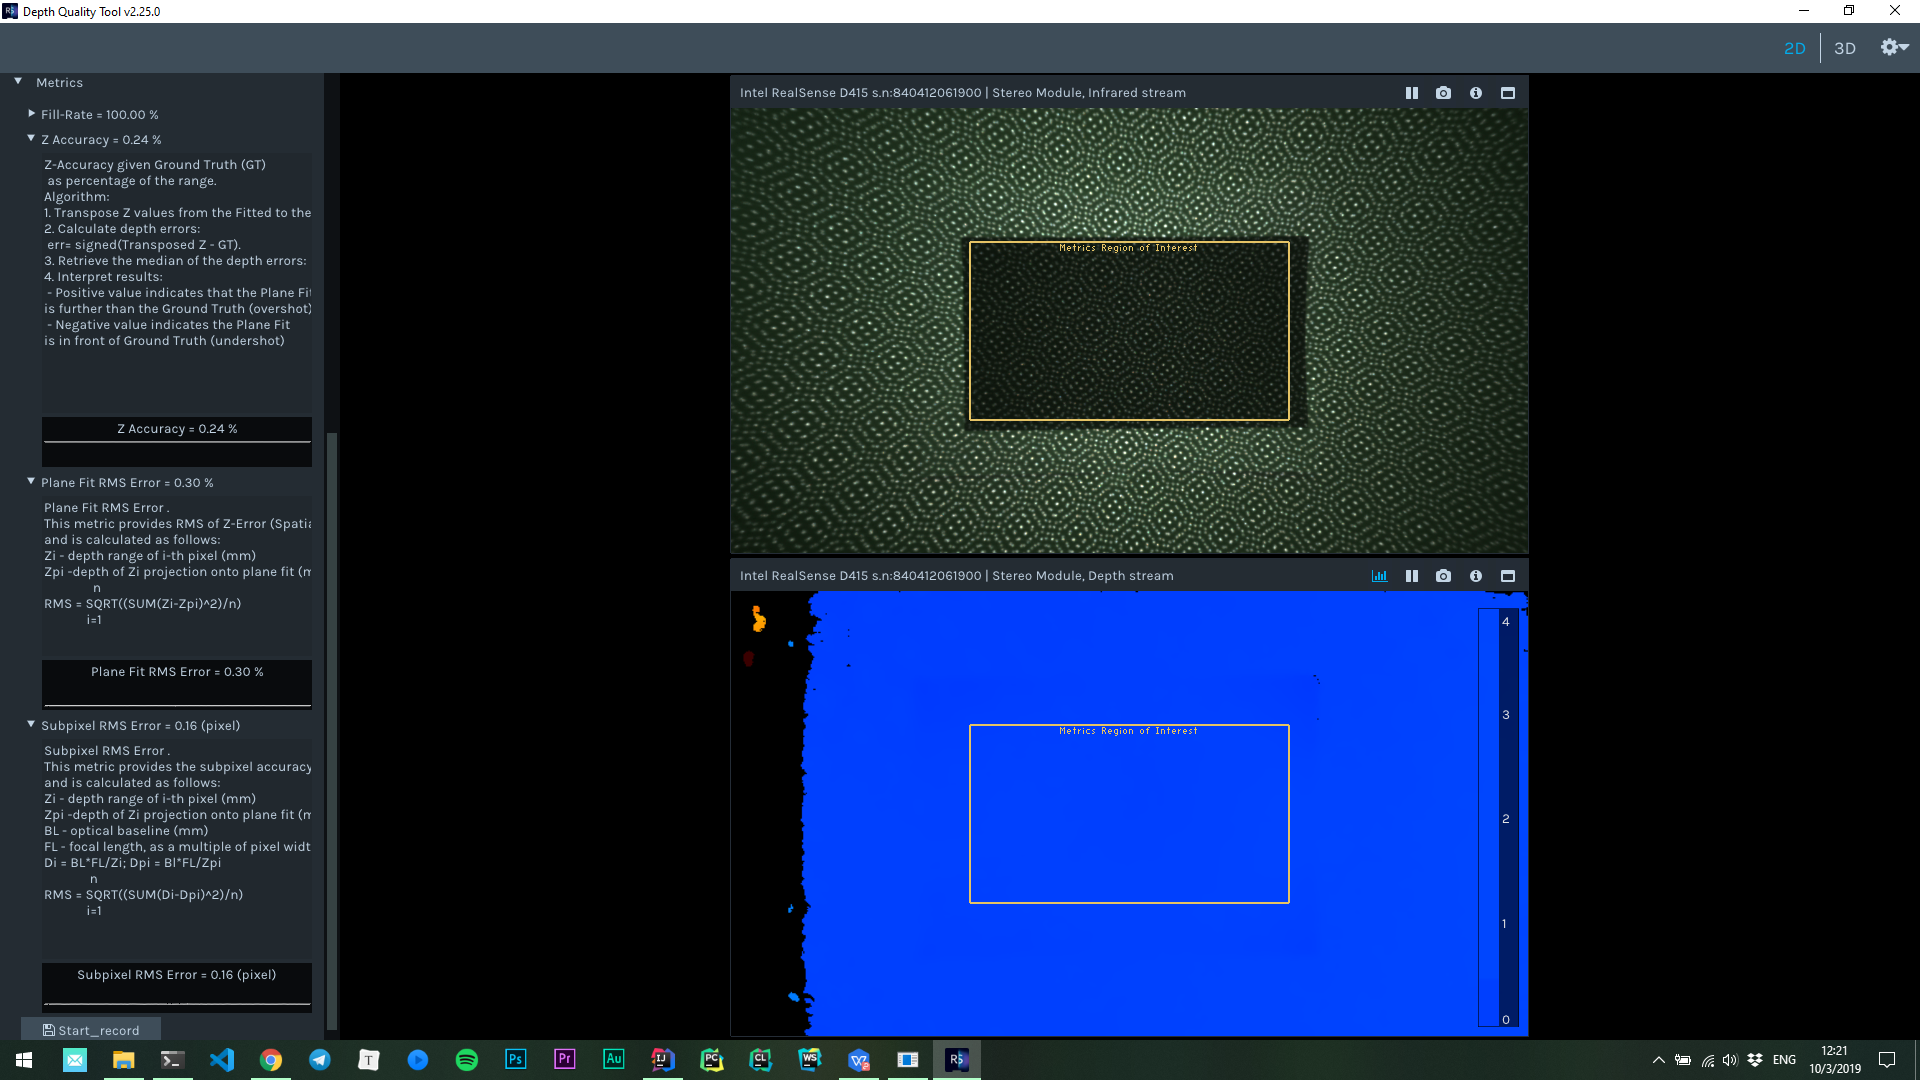 Depth Quality Tool v2.25.0
2D
3D
Metrics
Fill-Rate = 100.00 %
Z Accuracy = 0.24 %
Z-Accuracy given Ground Truth (GT)
as percentage of the range.
Algorithm:
1. Transpose Z values from the Fitted to the
2. Calculate depth errors:
err= signed(Transposed Z - GT).
3. Retrieve the median of the depth errors:
4. Interpret results:
- Positive value indicates that the Plane Fit
is further than the Ground Truth (overshot)
- Negative value indicates the Plane Fit
is in front of Ground Truth (undershot)
Z Accuracy = 0.24 %
Plane Fit RMS Error = 0.30 %
Plane Fit RMS Error .
This metric provides RMS of Z-Error (Spatia
and is calculated as follows:
Zi - depth range of i-th pixel (mm)
Zpi -depth of Zi projection onto plane fit (m
n
RMS = SQRT((SUM(Zi-Zpi)^2)/n)
i=1
Plane Fit RMS Error = 0.30 %
Subpixel RMS Error = 0.16 (pixel)
Subpixel RMS Error .
This metric provides the subpixel accuracy
and is calculated as follows:
Zi - depth range of i-th pixel (mm)
Zpi -depth of Zi projection onto plane fit (m
BL - optical baseline (mm)
FL - focal length, as a multiple of pixel widt
Di = BL*FL/Zi; Dpi = Bl*FL/Zpi
n
RMS = SQRT((SUM(Di-Dpi)^2)/n)
i=1
Subpixel RMS Error = 0.16 (pixel)
Start_record
Intel RealSense D415 s.n:840412061900 | Stereo Module, Infrared stream
Metrics Region of Interest
Intel RealSense D415 s.n:840412061900 | Stereo Module, Depth stream
Metrics Region of Interest
4
3
2
1
0
T
Ps
Pr
Au
IJ
PC
CL
WS
RS
ENG
12:21
10/3/2019